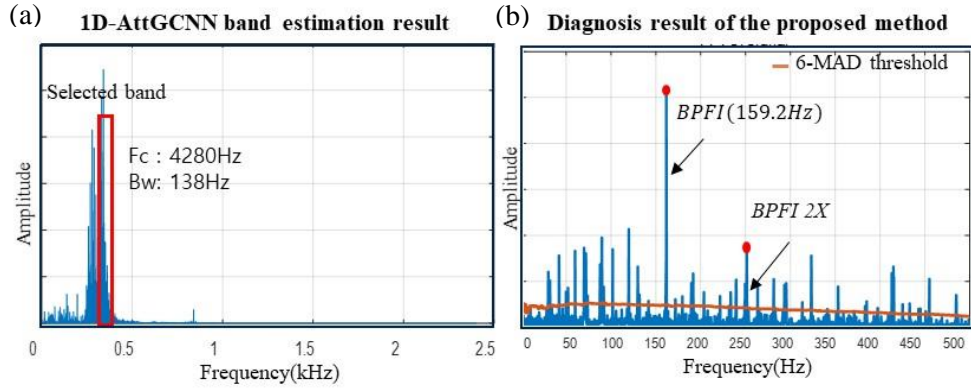 (a) 1D-AttGCNN band estimation result
Selected band
Fc : 4280Hz
Bw: 138Hz
Amplitude
0 0.5 1 1.5 2 2.5
Frequency(kHz)
(b) Diagnosis result of the proposed method
6-MAD threshold
BPFI(159.2Hz)
BPFI 2X
Amplitude
0 50 100 150 200 250 300 350 400 450 500
Frequency(Hz)